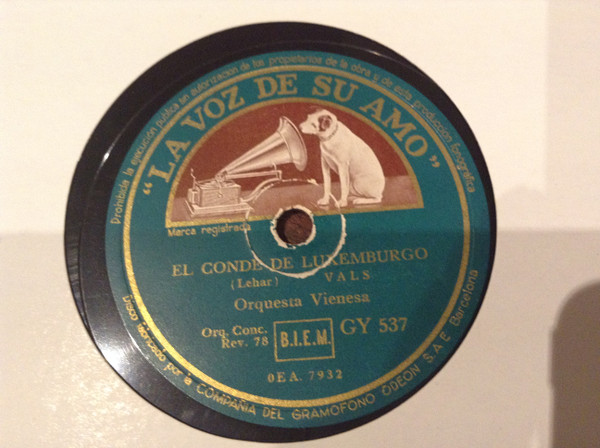 Prohibida la ejecución pública sin autorización de los propietarios de la obra y de esta producción fonográfica
"LA VOZ DE SU AMO"
Marca registrada
EL CONDE DE LUXEMBURGO
(Lehar) VALS
Orquesta Vienesa
Orq. Conc.
Rev. 78
B.I.E.M.
GY 537
0EA. 7932
Disco fabricado por la COMPAÑIA DEL GRAMOFONO ODEON S.A.E Barcelona